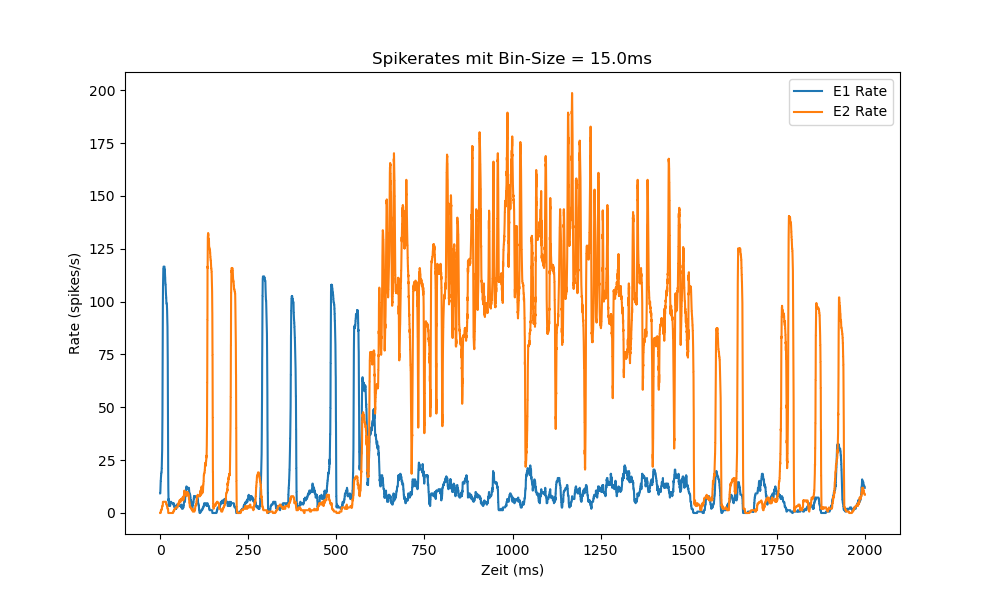 Spikerates mit Bin-Size = 15.0ms
E1 Rate
E2 Rate
Rate (spikes/s)
200
175
150
125
100
75
50
25
0
0 250 500 750 1000 1250 1500 1750 2000
Zeit (ms)